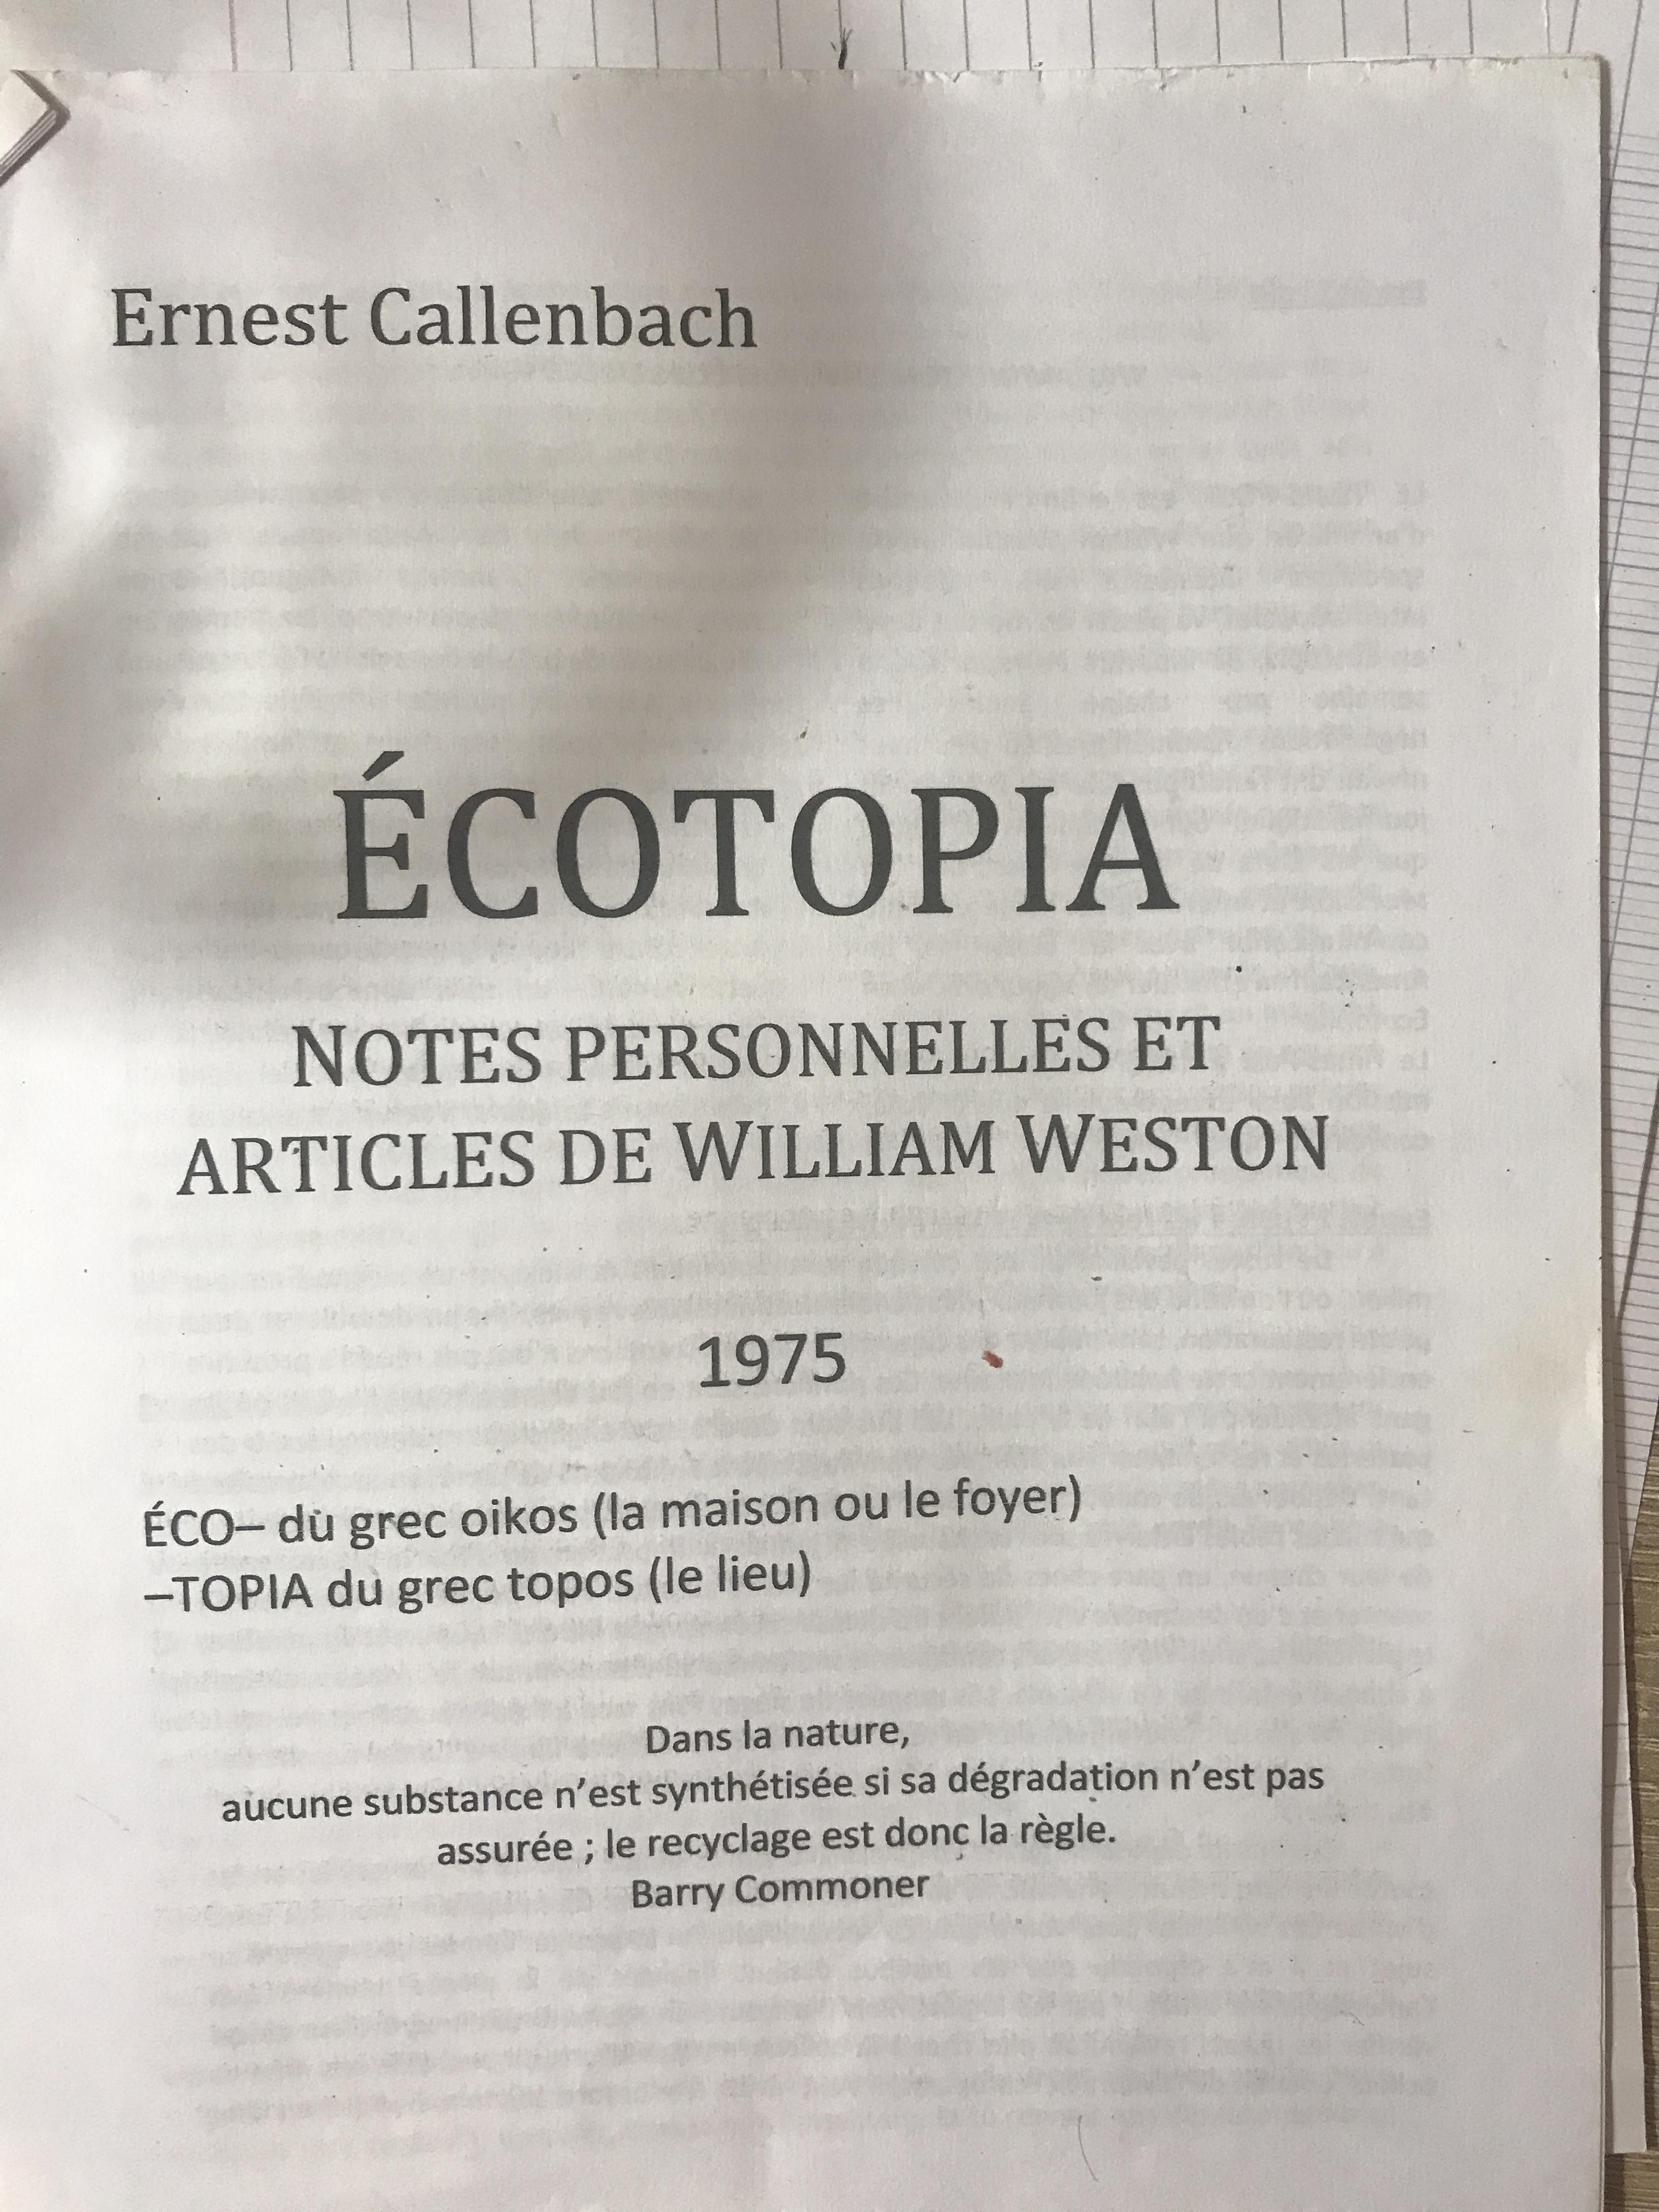 Ernest Callenbach
ÉCOTOPIA
NOTES PERSONNELLES ET
ARTICLES DE WILLIAM WESTON
1975
ÉCO– du grec oikos (la maison ou le foyer)
–TOPIA du grec topos (le lieu)
Dans la nature,
aucune substance n’est synthétisée si sa dégradation n’est pas
assurée ; le recyclage est donc la règle.
Barry Commoner